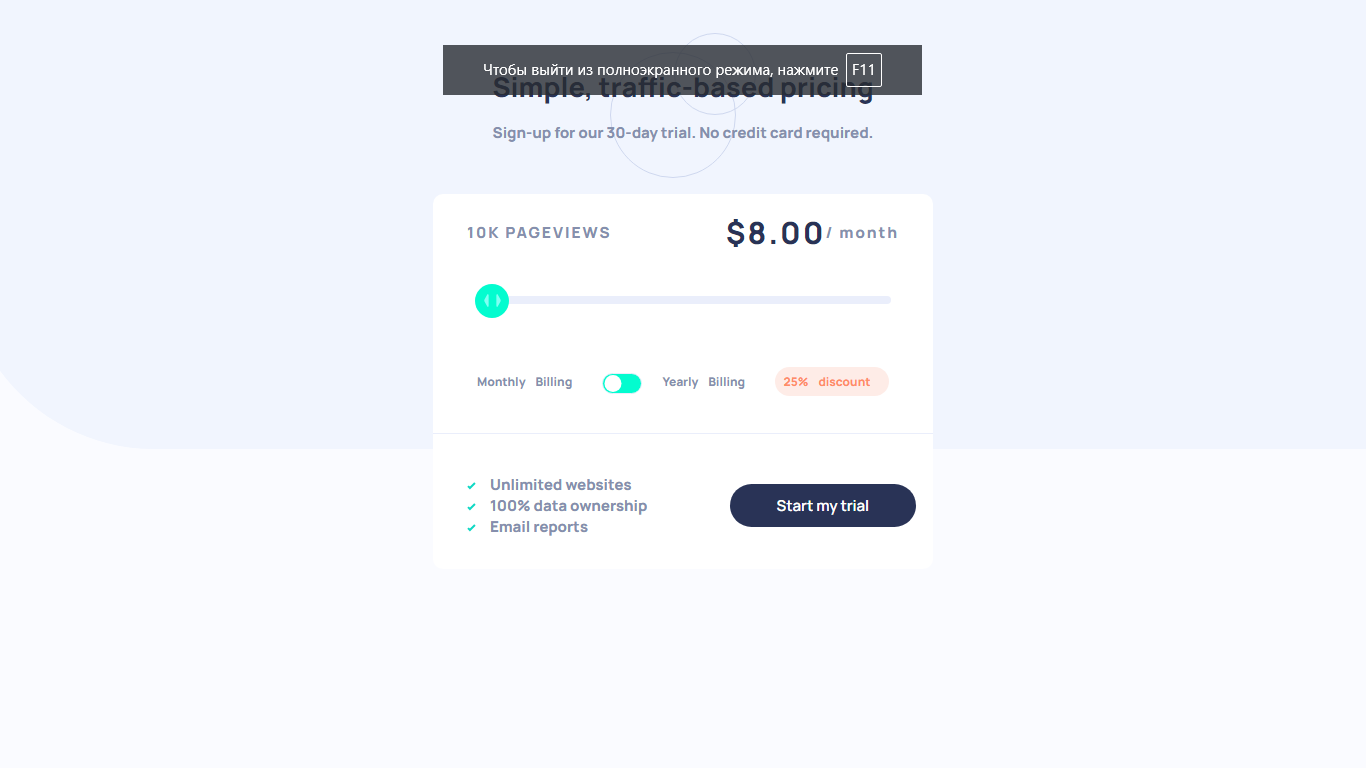 Чтобы выйти из полноэкранного режима, нажмите F11
Simple, traffic-based pricing
Sign-up for our 30-day trial. No credit card required.
10K PAGEVIEWS $8.00 / month
Monthly Billing Yearly Billing 25% discount
Unlimited websites
100% data ownership
Email reports
Start my trial